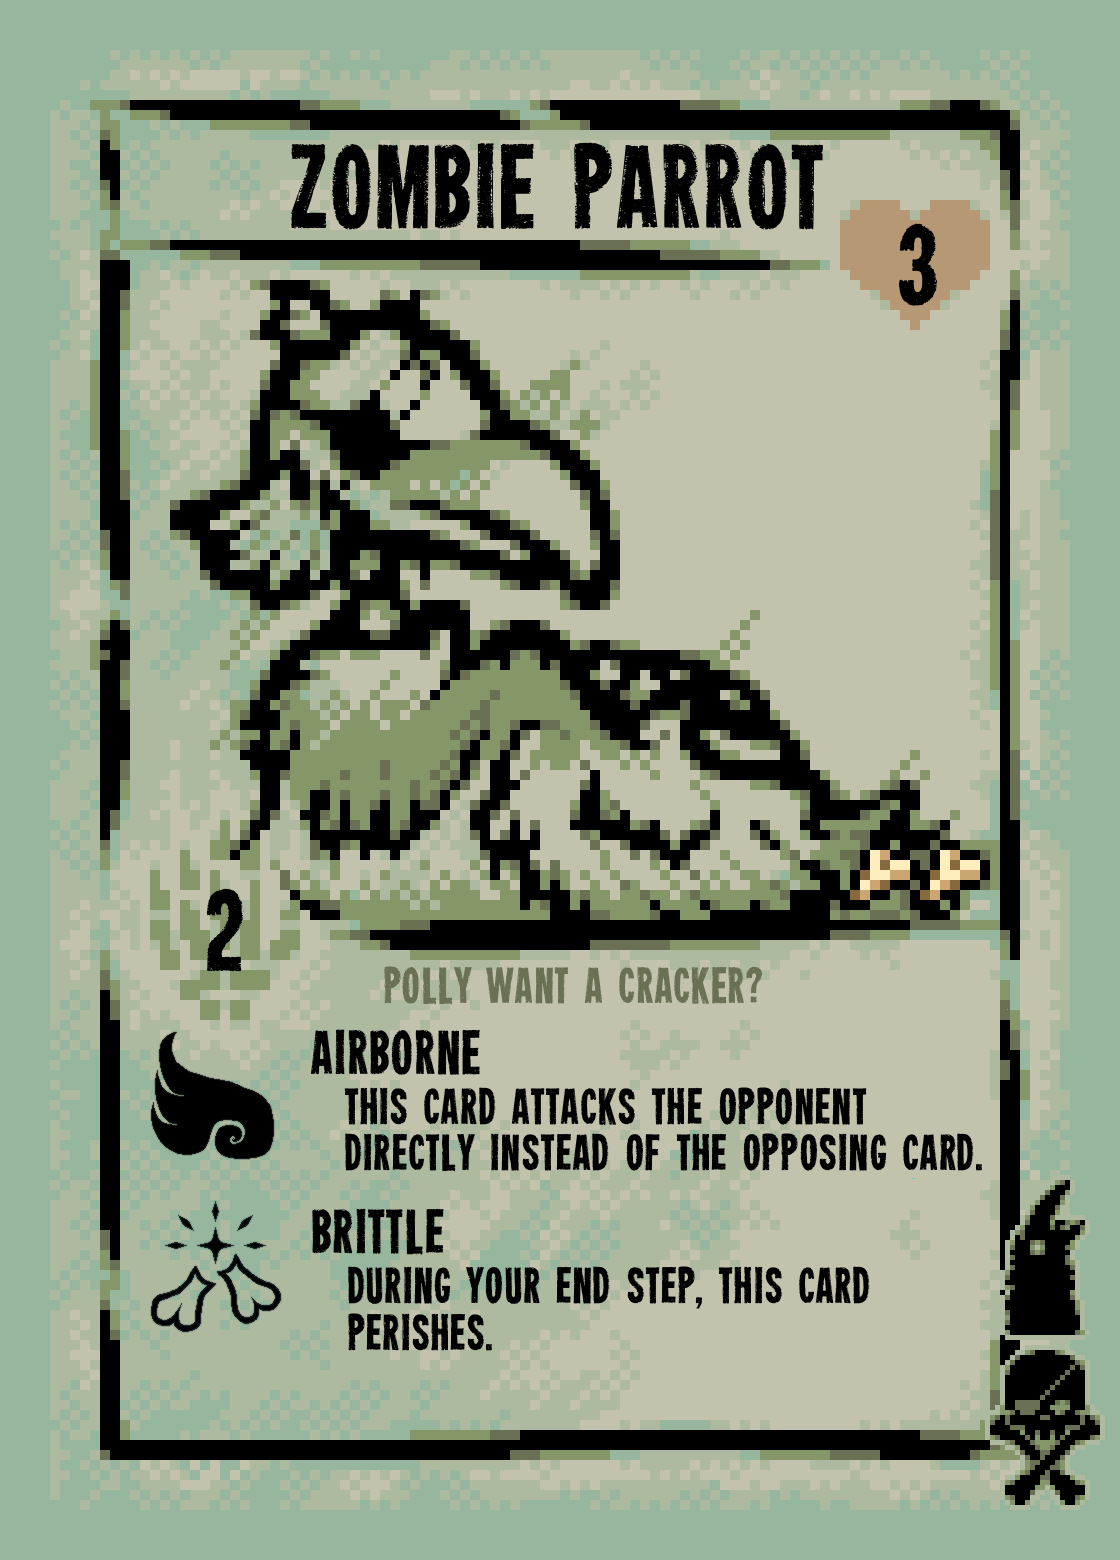 ZOMBIE PARROT
3
2
POLLY WANT A CRACKER?
AIRBORNE
THIS CARD ATTACKS THE OPPONENT
DIRECTLY INSTEAD OF THE OPPOSING CARD.
BRITTLE
DURING YOUR END STEP, THIS CARD
PERISHES.